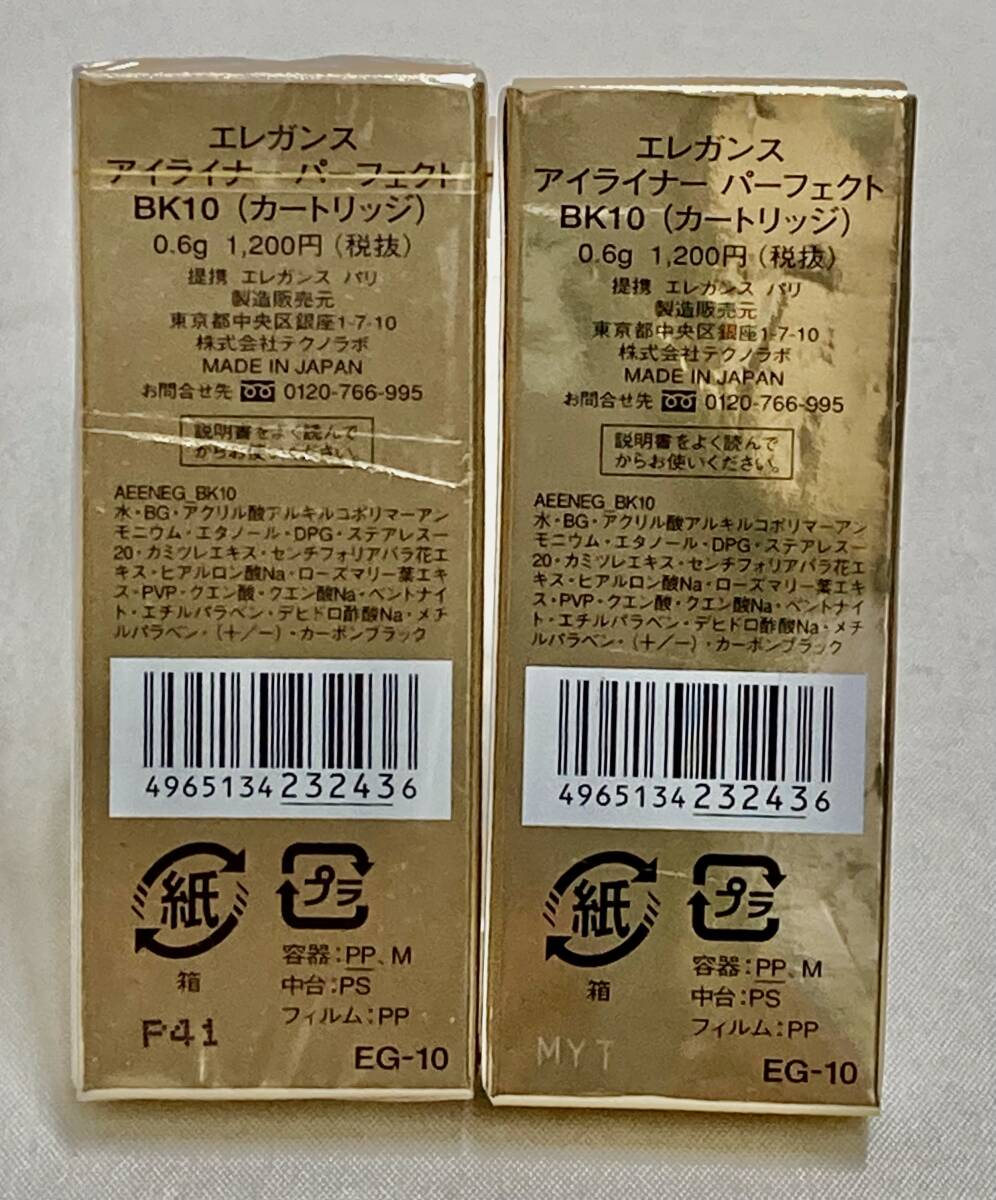 エレガンス
アイライナー パーフェクト
BK10（カートリッジ）
0.6g 1,200円（税抜）
提携 エレガンス パリ
製造販売元
東京都中央区銀座1-7-10
株式会社テクノラボ
MADE IN JAPAN
お問合せ先 0120-766-995
説明書をよく読んで
からお使いください。
AEENEG_BK10
水・BG・アクリル酸アルキルコポリマーアン
モニウム・エタノール・DPG・ステアレスー
20・カミツレエキス・センチフォリアバラ花エ
キス・ヒアルロン酸Na・ローズマリー葉エキ
ス・PVP・クエン酸・クエン酸Na・ベントナイ
ト・エチルパラベン・デヒドロ酢酸Na・メチ
ルパラベン・（＋／－）・カーボンブラック
4965134232436
紙
プラ
箱
容器：PP、M
中台：PS
フィルム：PP
P41
EG-10
エレガンス
アイライナー パーフェクト
BK10（カートリッジ）
0.6g 1,200円（税抜）
提携 エレガンス パリ
製造販売元
東京都中央区銀座1-7-10
株式会社テクノラボ
MADE IN JAPAN
お問合せ先 0120-766-995
説明書をよく読んで
からお使いください。
AEENEG_BK10
水・BG・アクリル酸アルキルコポリマーアン
モニウム・エタノール・DPG・ステアレスー
20・カミツレエキス・センチフォリアバラ花エ
キス・ヒアルロン酸Na・ローズマリー葉エキ
ス・PVP・クエン酸・クエン酸Na・ベントナイ
ト・エチルパラベン・デヒドロ酢酸Na・メチ
ルパラベン・（＋／－）・カーボンブラック
4965134232436
紙
プラ
箱
容器：PP、M
中台：PS
フィルム：PP
MYT
EG-10